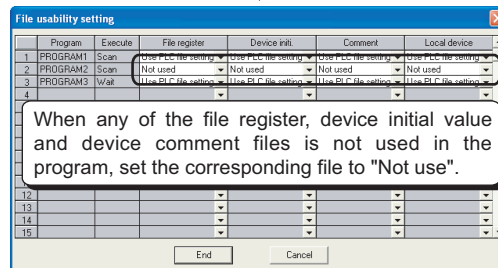 File usability setting
Program Execute File register Device initi. Comment Local device
1 PROGRAM1 Scan Use PLC file setting Use PLC file setting Use PLC file setting Use PLC file setting
2 PROGRAM2 Scan Not used Not used Not used Not used
3 PROGRAM3 Wait Use PLC file setting Use PLC file setting Use PLC file setting Use PLC file setting
4
When any of the file register, device initial value
and device comment files is not used in the
program, set the corresponding file to "Not use".
12
13
14
15
End Cancel